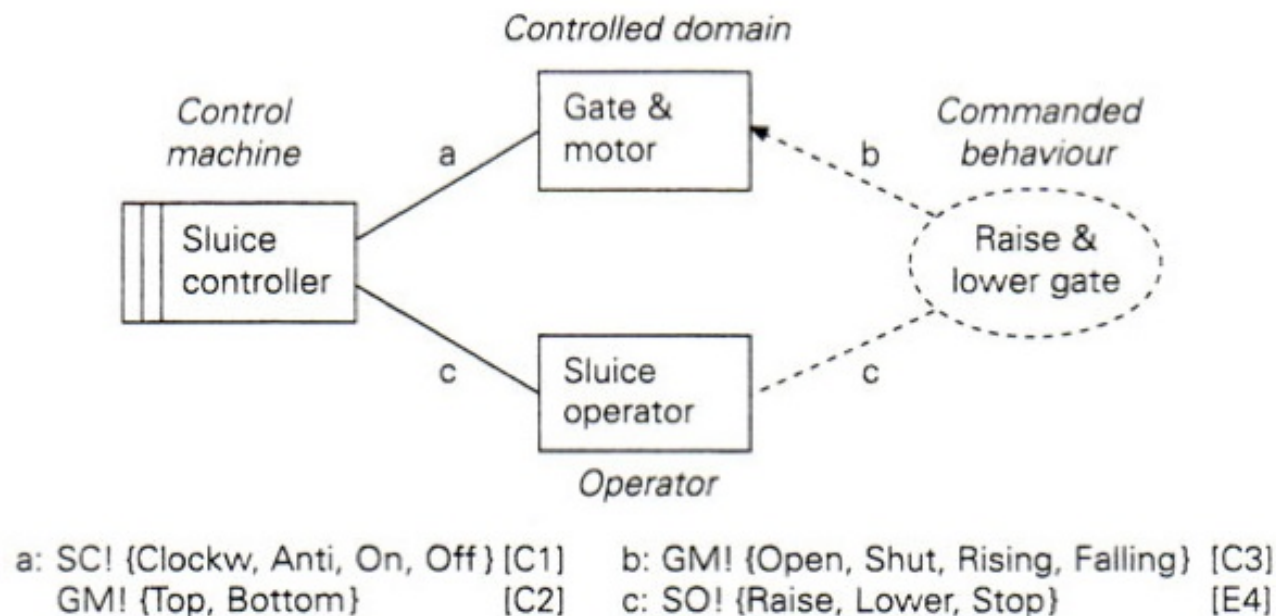 Controlled domain
Control
machine
Gate &
motor
Commanded
behaviour
a
b
Sluice
controller
Raise &
lower gate
c
Sluice
operator
c
Operator
a: SC! {Clockw, Anti, On, Off} [C1] b: GM! {Open, Shut, Rising, Falling} [C3]
GM! {Top, Bottom} [C2] c: SO! {Raise, Lower, Stop} [E4]